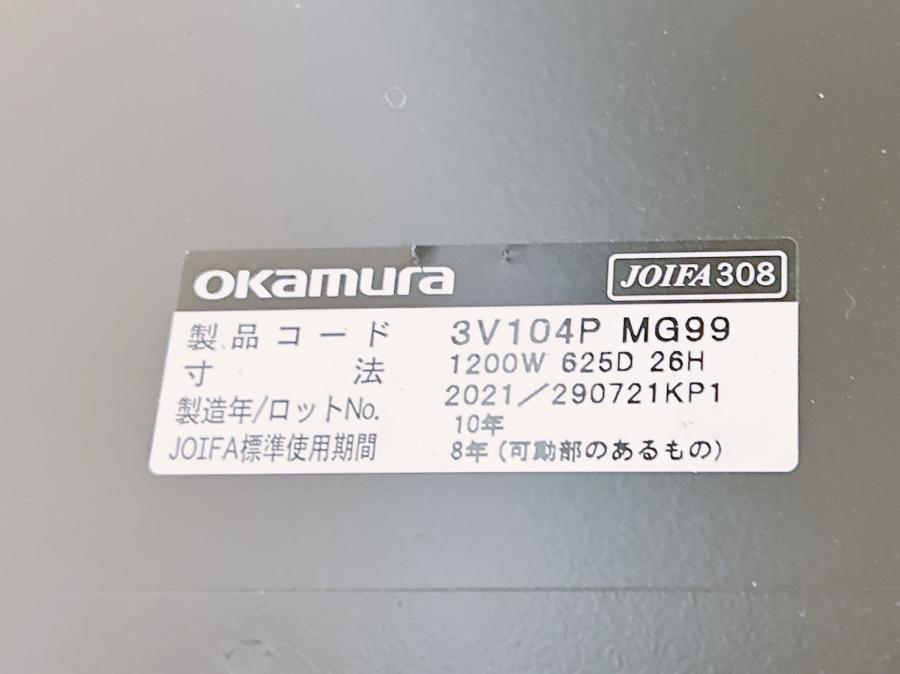 okamura JOIFA308
製品コード 3V104P MG99
寸法 1200W 625D 26H
製造年/ロットNo. 2021/290721KP1
JOIFA標準使用期間 10年
8年(可動部のあるもの)